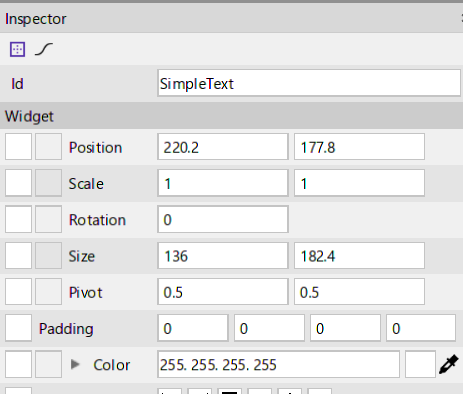 Inspector
Id SimpleText
Widget
Position 220.2 177.8
Scale 1 1
Rotation 0
Size 136 182.4
Pivot 0.5 0.5
Padding 0 0 0 0
Color 255. 255. 255. 255